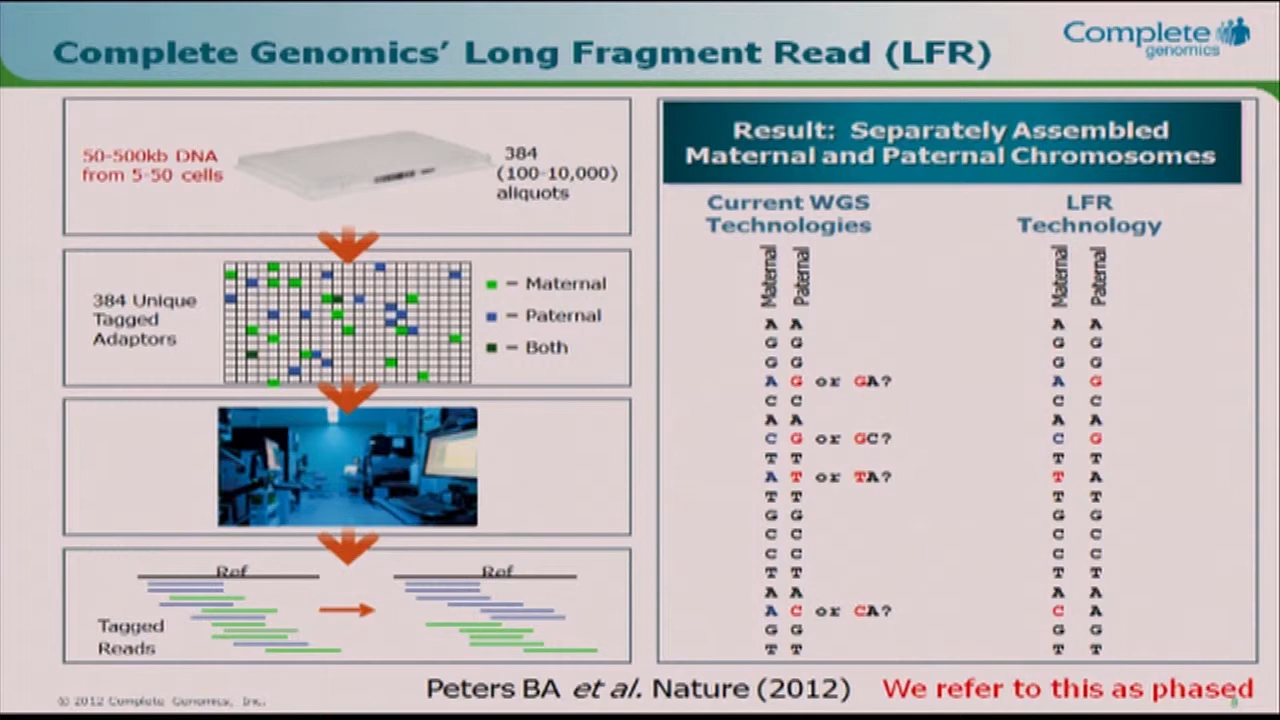 Complete Genomics' Long Fragment Read (LFR)
Complete
genomics
50-500kb DNA
from 5-50 cells
384
(100-10,000)
aliquots
384 Unique
Tagged
Adaptors
= Maternal
= Paternal
= Both
Ref
Ref
Tagged
Reads
Result: Separately Assembled
Maternal and Paternal Chromosomes
Current WGS
Technologies
LFR
Technology
Maternal Paternal
Maternal Paternal
A A
G G
G G
A G or GA?
C C
A A
C G or GC?
T T
A T or TA?
T T
G G
C C
C C
T T
A A
A C or CA?
G G
T T
A A
G G
G G
A G
C C
A A
C G
T T
T A
T T
G G
C C
C C
T T
A A
C A
G G
T T
Peters BA et al. Nature (2012)
We refer to this as phased
© 2012 Complete Genomics, Inc.
8